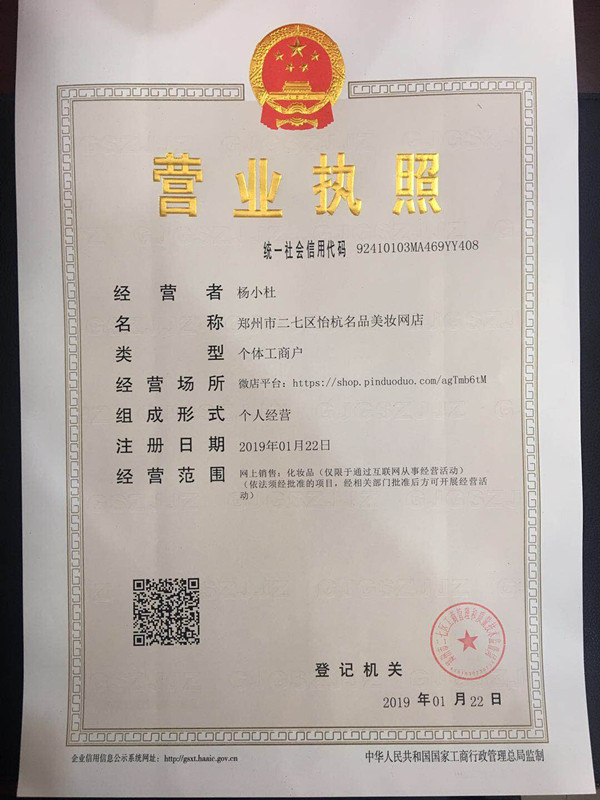 营业执照
统一社会信用代码 92410103MA469YY408
经营者 杨小杜
名称 郑州市二七区怡杭名品美妆网店
类型 个体工商户
经营场所 微店平台：https://shop.pinduoduo.com/agTmb6tM
组成形式 个人经营
注册日期 2019年01月22日
经营范围 网上销售：化妆品（仅限于通过互联网从事经营活动）
（依法须经批准的项目，经相关部门批准后方可开展经营活
动）
登记机关
2019 年 01 月 22 日
企业信用信息公示系统网址：http://gsxt.haaic.gov.cn
中华人民共和国国家工商行政管理总局监制